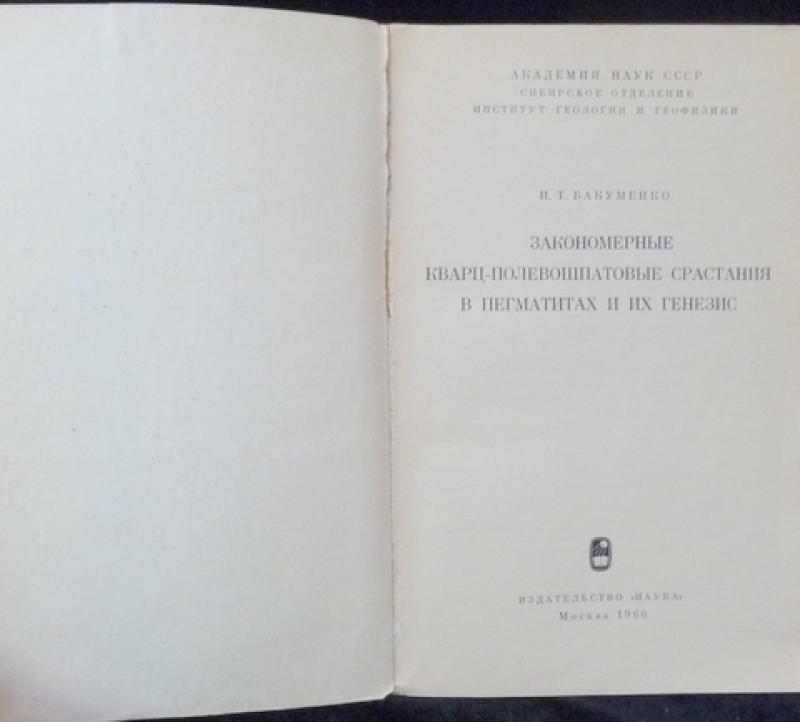 АКАДЕМИЯ НАУК СССР
СИБИРСКОЕ ОТДЕЛЕНИЕ
ИНСТИТУТ ГЕОЛОГИИ И ГЕОФИЗИКИ
И. Т. БАКУМЕНКО
ЗАКОНОМЕРНЫЕ
КВАРЦ-ПОЛЕВОШПАТОВЫЕ СРАСТАНИЯ
В ПЕГМАТИТАХ И ИХ ГЕНЕЗИС
ИЗДАТЕЛЬСТВО «НАУКА»
Москва 1966